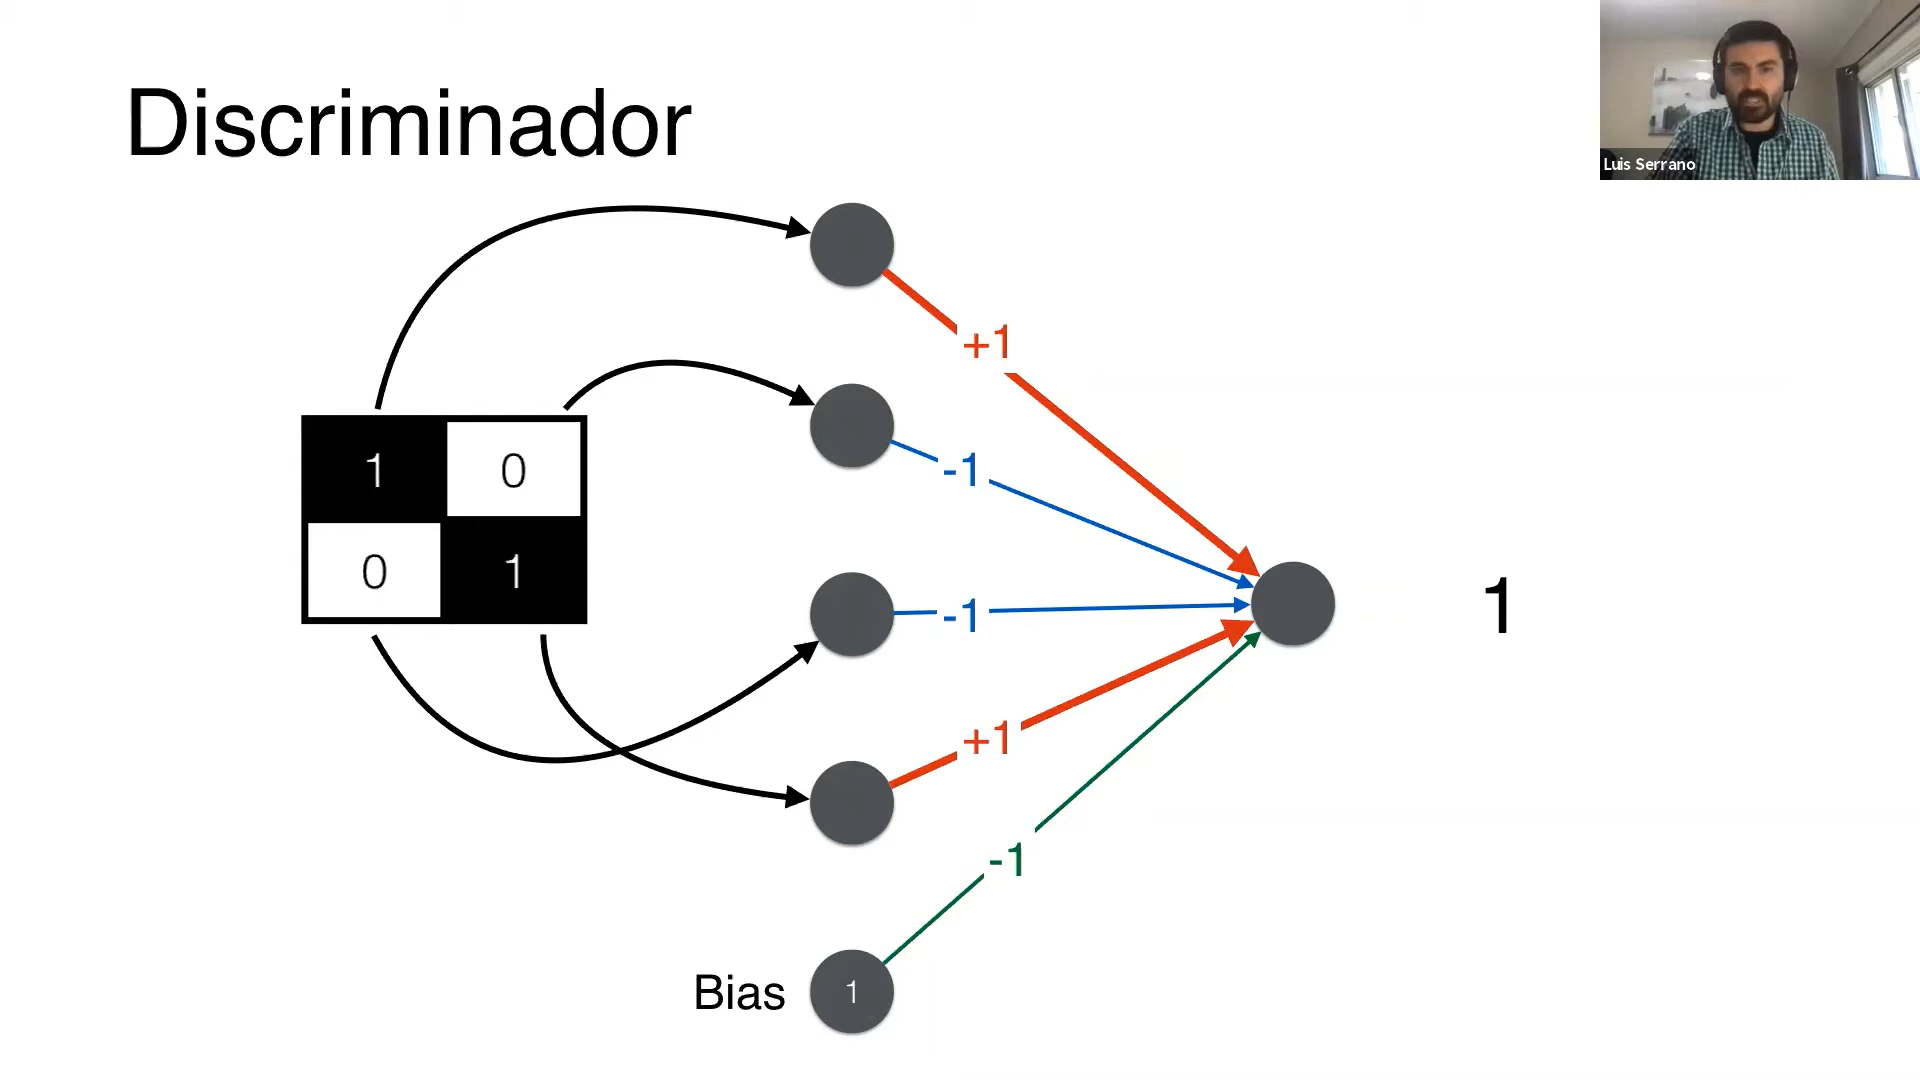 Discriminador
Luis Serrano
+1
-1
1 0
0 1
-1
1
+1
-1
Bias 1